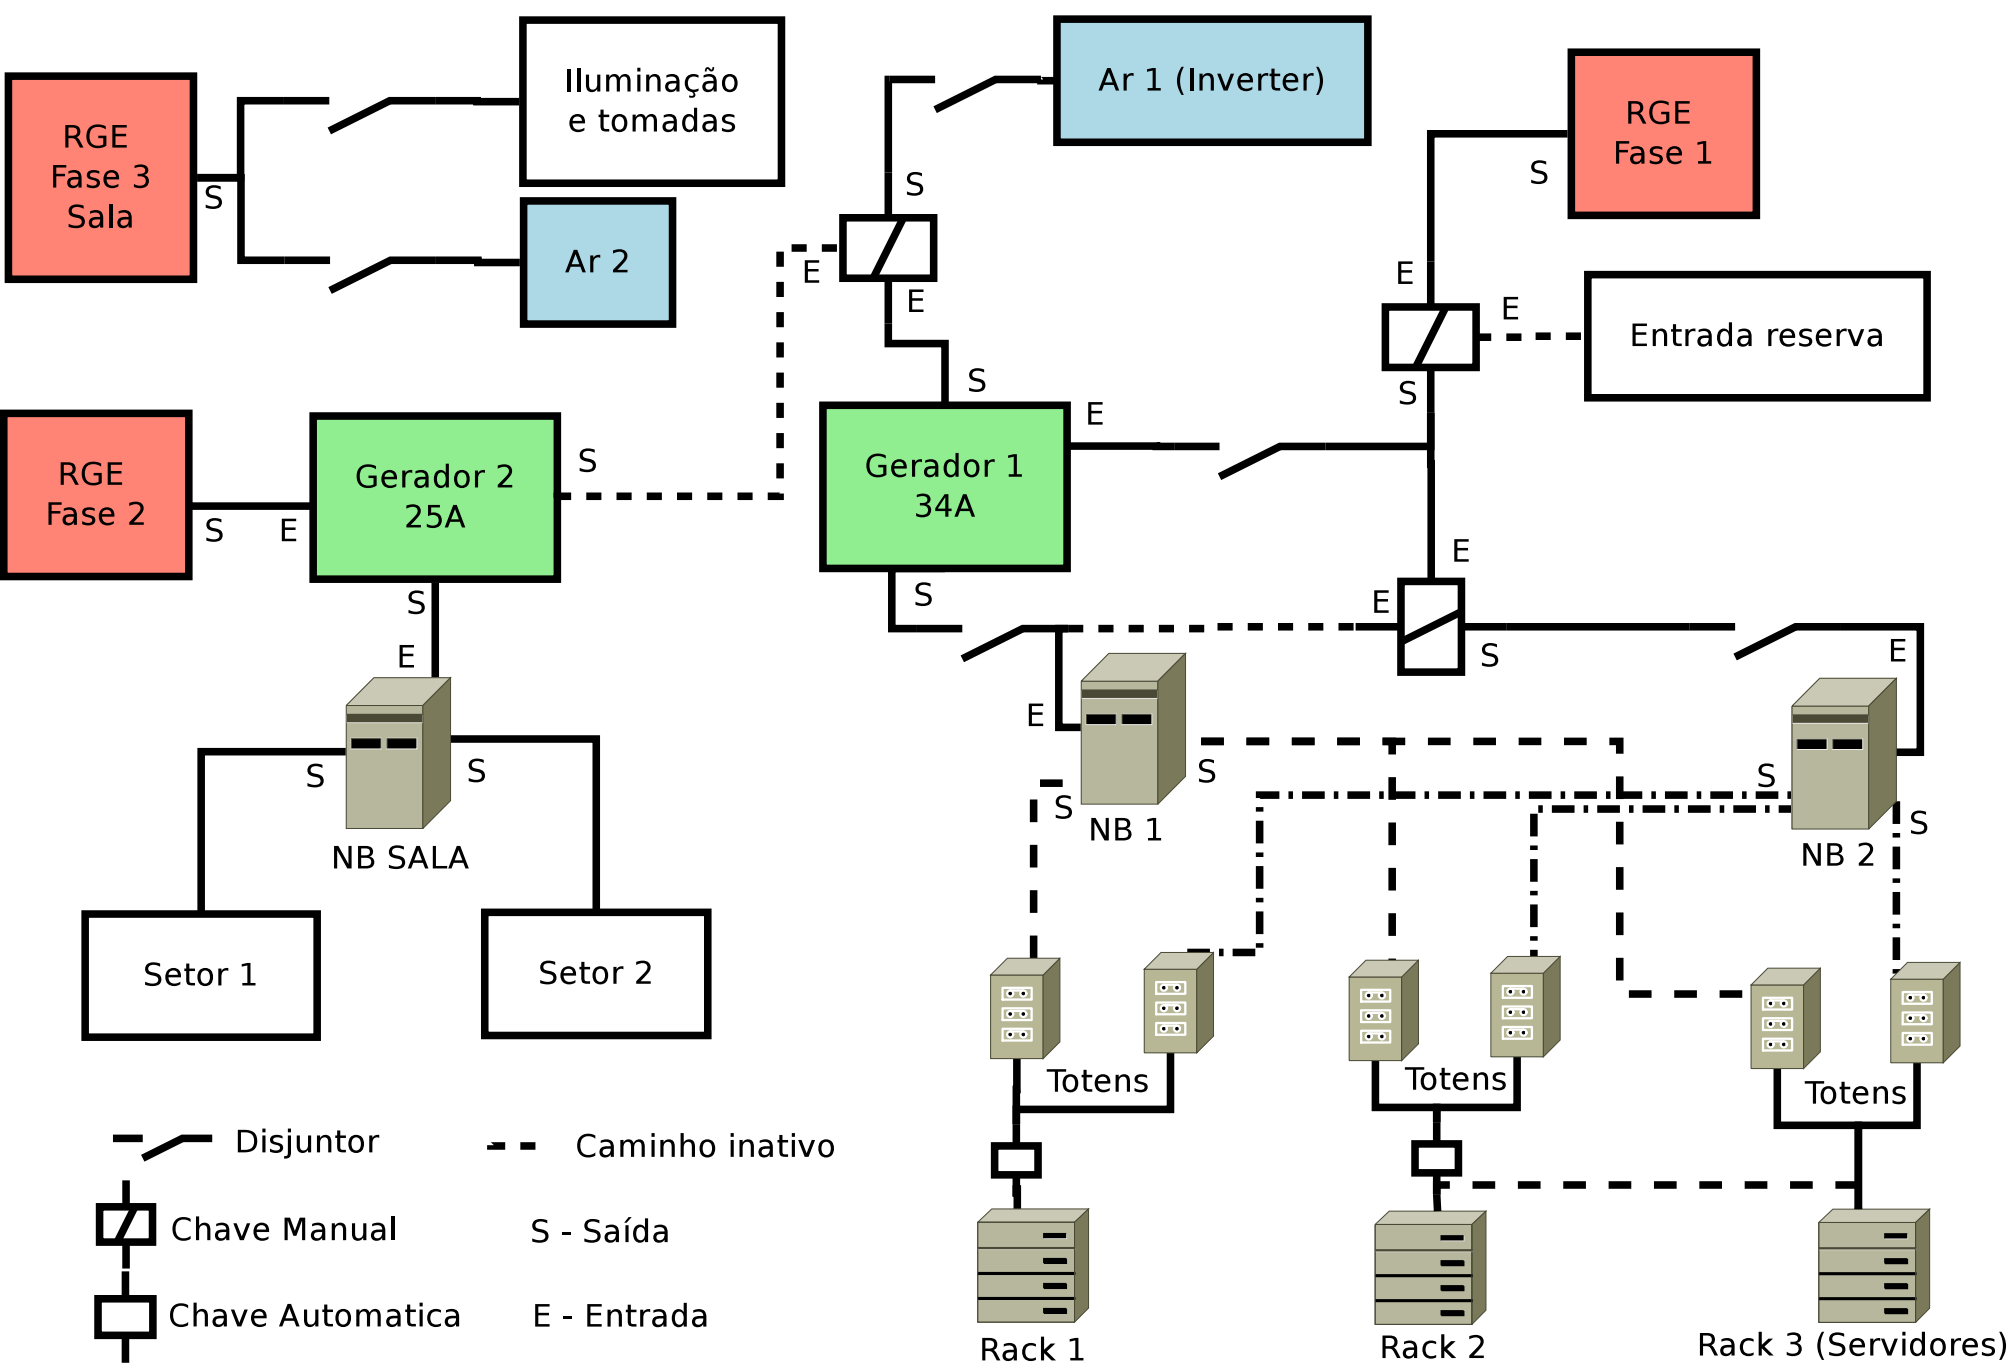 RGE
Fase 3
Sala
S
Iluminação
e tomadas
Ar 2
Ar 1 (Inverter)
S
E
E
RGE
Fase 1
S
E
E
S
Entrada reserva
RGE
Fase 2
S
E
Gerador 2
25A
S
S
E
NB SALA
S
S
Setor 1
Setor 2
Gerador 1
34A
S
E
S
E
E
S
E
NB 1
S
S
E
NB 2
S
S
Totens
Totens
Totens
Rack 1
Rack 2
Rack 3 (Servidores)
Disjuntor
Caminho inativo
Chave Manual
S - Saída
Chave Automatica
E - Entrada